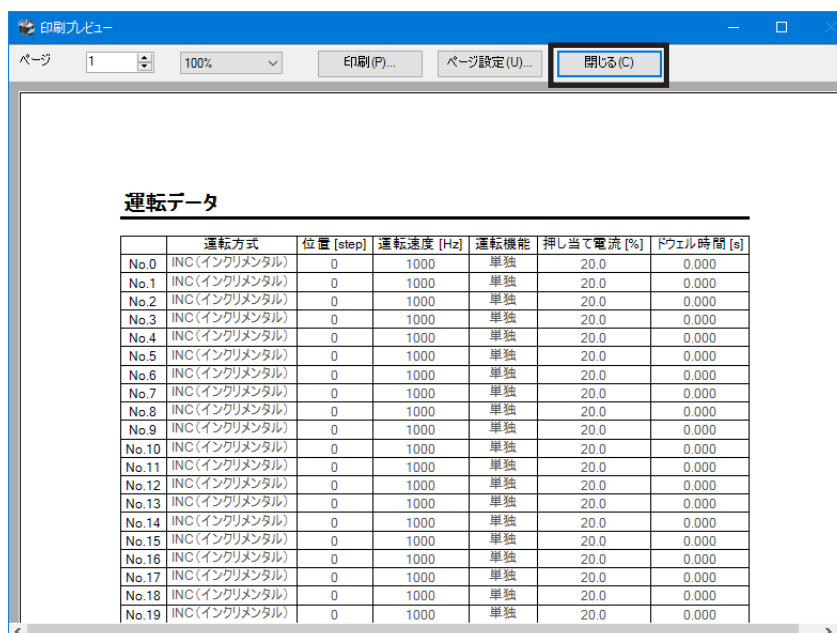 印刷プレビュー
ページ 1 100% 印刷(P)... ページ設定(U)... 閉じる(C)
運転データ
運転方式 位置 [step] 運転速度 [Hz] 運転機能 押し当て電流 [%] ドウェル時間 [s]
No.0 INC(インクリメンタル) 0 1000 単独 20.0 0.000
No.1 INC(インクリメンタル) 0 1000 単独 20.0 0.000
No.2 INC(インクリメンタル) 0 1000 単独 20.0 0.000
No.3 INC(インクリメンタル) 0 1000 単独 20.0 0.000
No.4 INC(インクリメンタル) 0 1000 単独 20.0 0.000
No.5 INC(インクリメンタル) 0 1000 単独 20.0 0.000
No.6 INC(インクリメンタル) 0 1000 単独 20.0 0.000
No.7 INC(インクリメンタル) 0 1000 単独 20.0 0.000
No.8 INC(インクリメンタル) 0 1000 単独 20.0 0.000
No.9 INC(インクリメンタル) 0 1000 単独 20.0 0.000
No.10 INC(インクリメンタル) 0 1000 単独 20.0 0.000
No.11 INC(インクリメンタル) 0 1000 単独 20.0 0.000
No.12 INC(インクリメンタル) 0 1000 単独 20.0 0.000
No.13 INC(インクリメンタル) 0 1000 単独 20.0 0.000
No.14 INC(インクリメンタル) 0 1000 単独 20.0 0.000
No.15 INC(インクリメンタル) 0 1000 単独 20.0 0.000
No.16 INC(インクリメンタル) 0 1000 単独 20.0 0.000
No.17 INC(インクリメンタル) 0 1000 単独 20.0 0.000
No.18 INC(インクリメンタル) 0 1000 単独 20.0 0.000
No.19 INC(インクリメンタル) 0 1000 単独 20.0 0.000